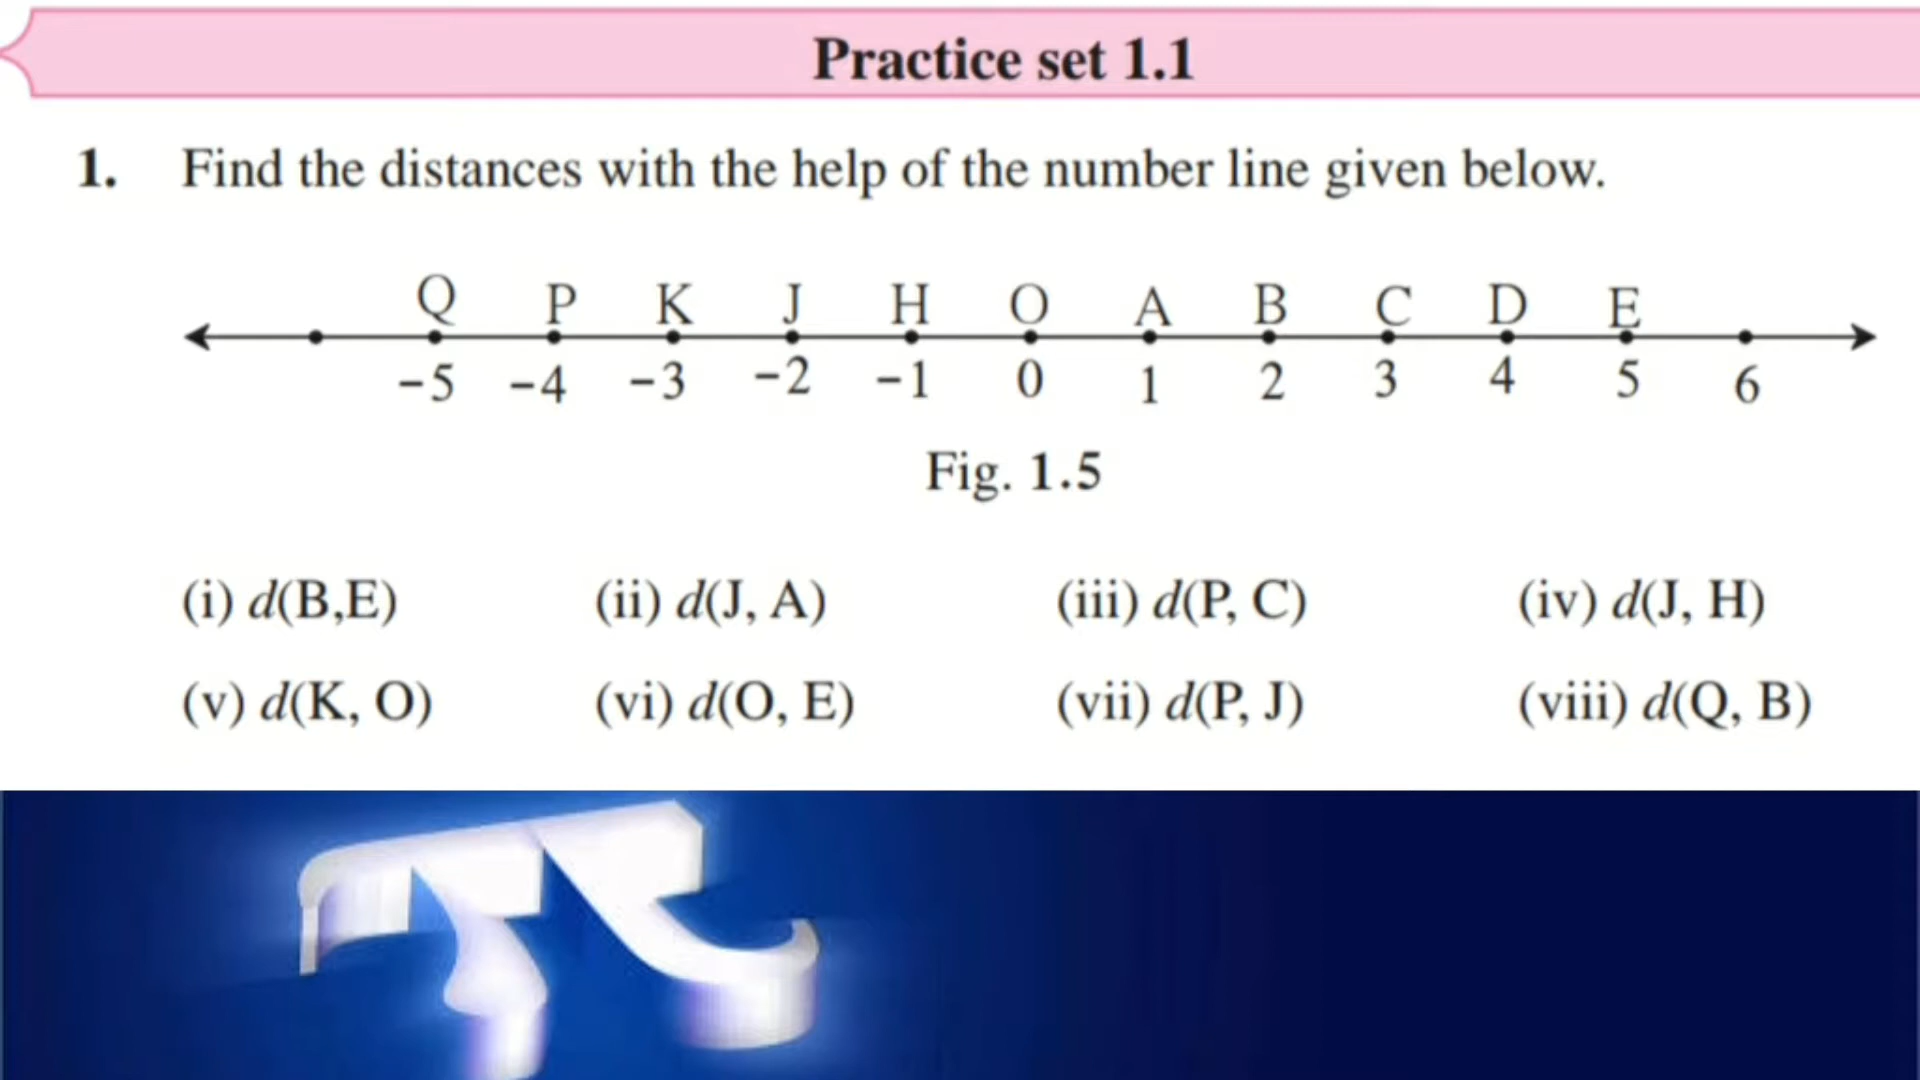 Practice set 1.1
1. Find the distances with the help of the number line given below.
Q P K J H O A B C D E
-5 -4 -3 -2 -1 0 1 2 3 4 5 6
Fig. 1.5
(i) d(B,E) (ii) d(J, A) (iii) d(P, C) (iv) d(J, H)
(v) d(K, O) (vi) d(O, E) (vii) d(P, J) (viii) d(Q, B)
π